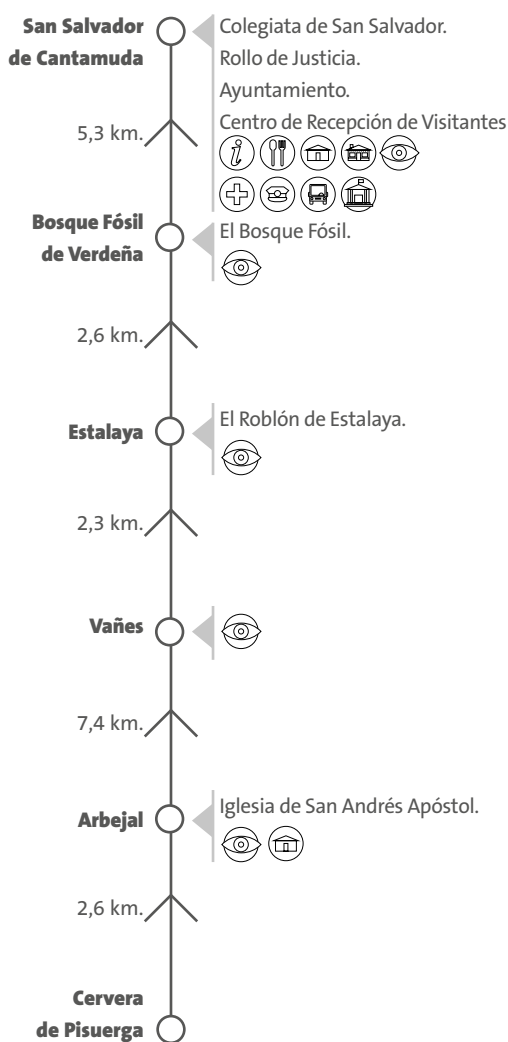 San Salvador
de Cantamuda
Colegiata de San Salvador.
Rollo de Justicia.
Ayuntamiento.
Centro de Recepción de Visitantes
i
5,3 km.
Bosque Fósil
de Verdeña
El Bosque Fósil.
2,6 km.
Estalaya
El Roblón de Estalaya.
2,3 km.
Vañes
7,4 km.
Arbejal
Iglesia de San Andrés Apóstol.
2,6 km.
Cervera
de Pisuerga